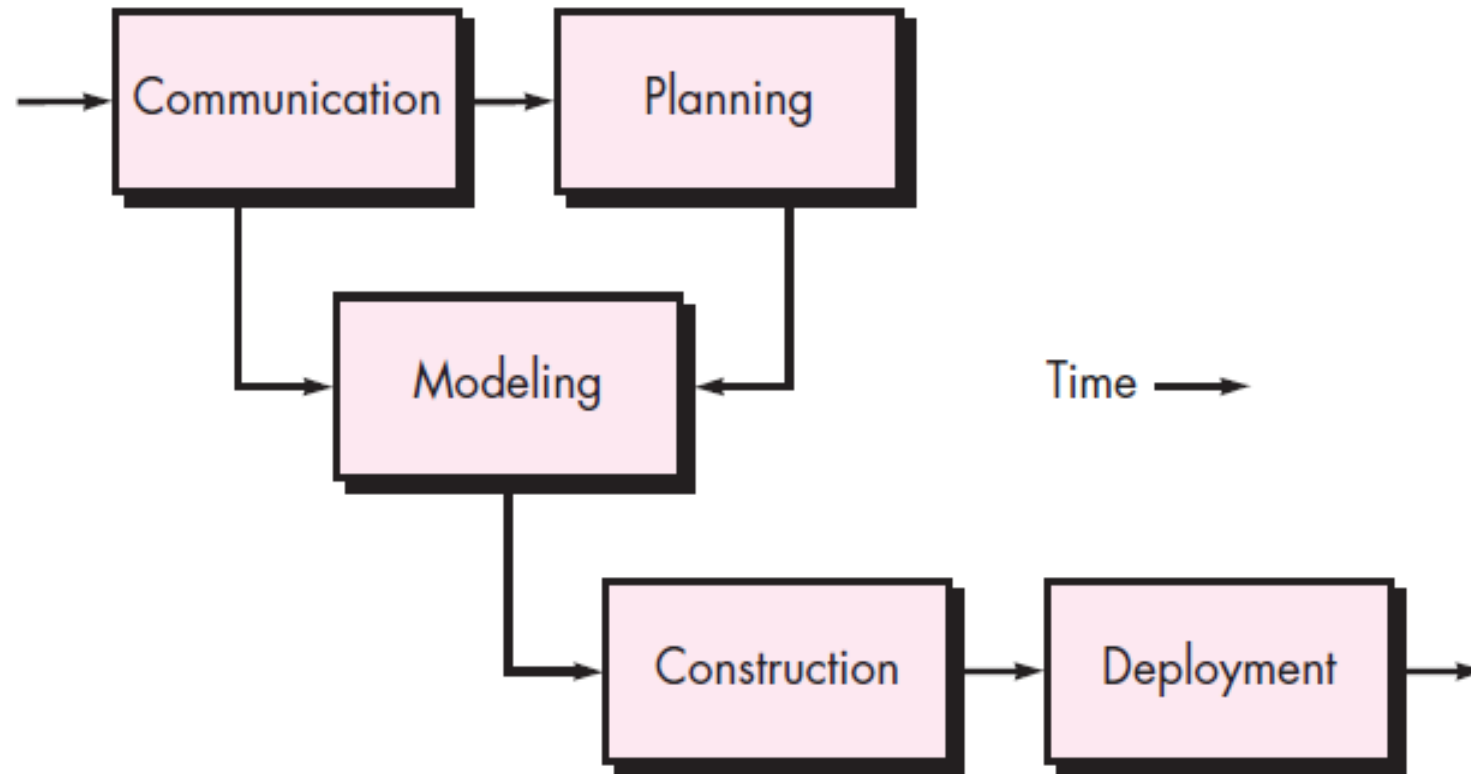 Communication
Planning
Modeling
Time
Construction
Deployment